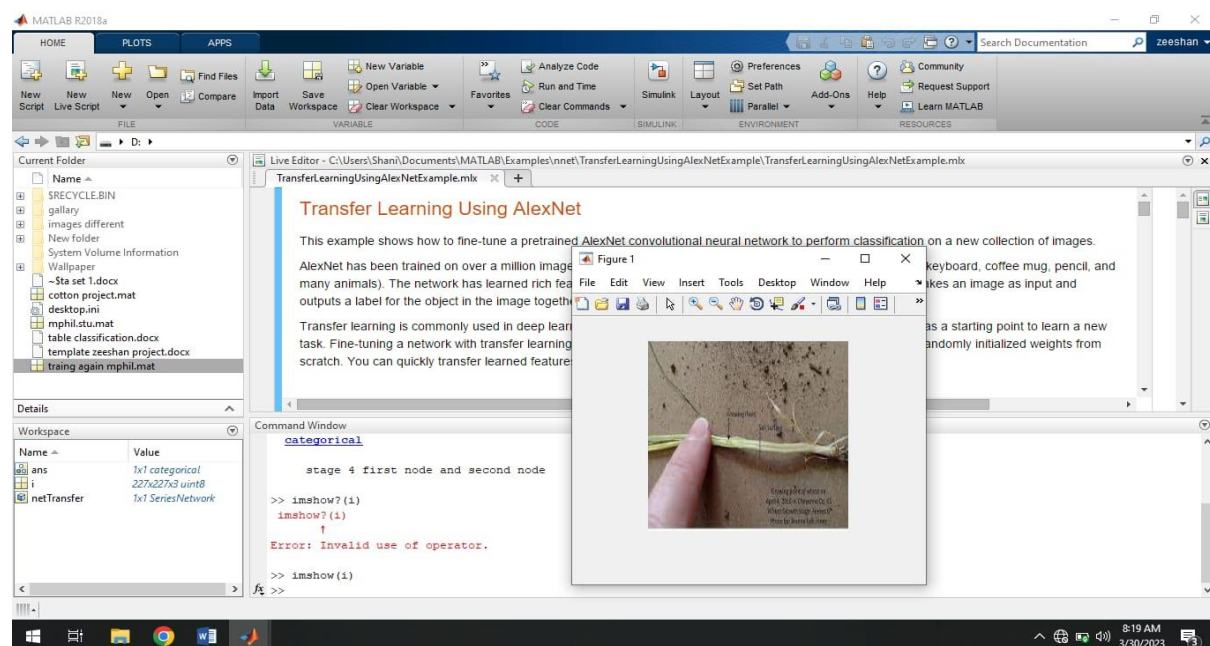 MATLAB R2018a
HOME PLOTS APPS
Search Documentation
zeeshan
New Script
New Live Script
New
Open
Find Files
Compare
Import Data
Save Workspace
New Variable
Open Variable
Clear Workspace
Favorites
Analyze Code
Run and Time
Clear Commands
Simulink
Layout
Preferences
Set Path
Parallel
Add-Ons
Help
Community
Request Support
Learn MATLAB
FILE VARIABLE CODE SIMULINK ENVIRONMENT RESOURCES
D:
Current Folder
Name
$RECYCLE.BIN
gallary
images different
New folder
System Volume Information
Wallpaper
~$ta set 1.docx
cotton project.mat
desktop.ini
mphil.stu.mat
table classification.docx
template zeeshan project.docx
traing again mphil.mat
Details
Workspace
Name Value
ans 1x1 categorical
i 227x227x3 uint8
netTransfer 1x1 SeriesNetwork
Live Editor - C:\Users\Shani\Documents\MATLAB\Examples\nnet\TransferLearningUsingAlexNetExample\TransferLearningUsingAlexNetExample.mlx
TransferLearningUsingAlexNetExample.mlx
Transfer Learning Using AlexNet
This example shows how to fine-tune a pretrained AlexNet convolutional neural network to perform classification on a new collection of images.
AlexNet has been trained on over a million image keyboard, coffee mug, pencil, and
many animals). The network has learned rich fea akes an image as input and
outputs a label for the object in the image togeth
Transfer learning is commonly used in deep lear as a starting point to learn a new
task. Fine-tuning a network with transfer learning andomly initialized weights from
scratch. You can quickly transfer learned feature
Command Window
categorical
stage 4 first node and second node
>> imshow?(i)
imshow?(i)
↑
Error: Invalid use of operator.
>> imshow(i)
fx >>
Figure 1
File Edit View Insert Tools Desktop Window Help
Growing Point
8:19 AM
3/30/2023
3